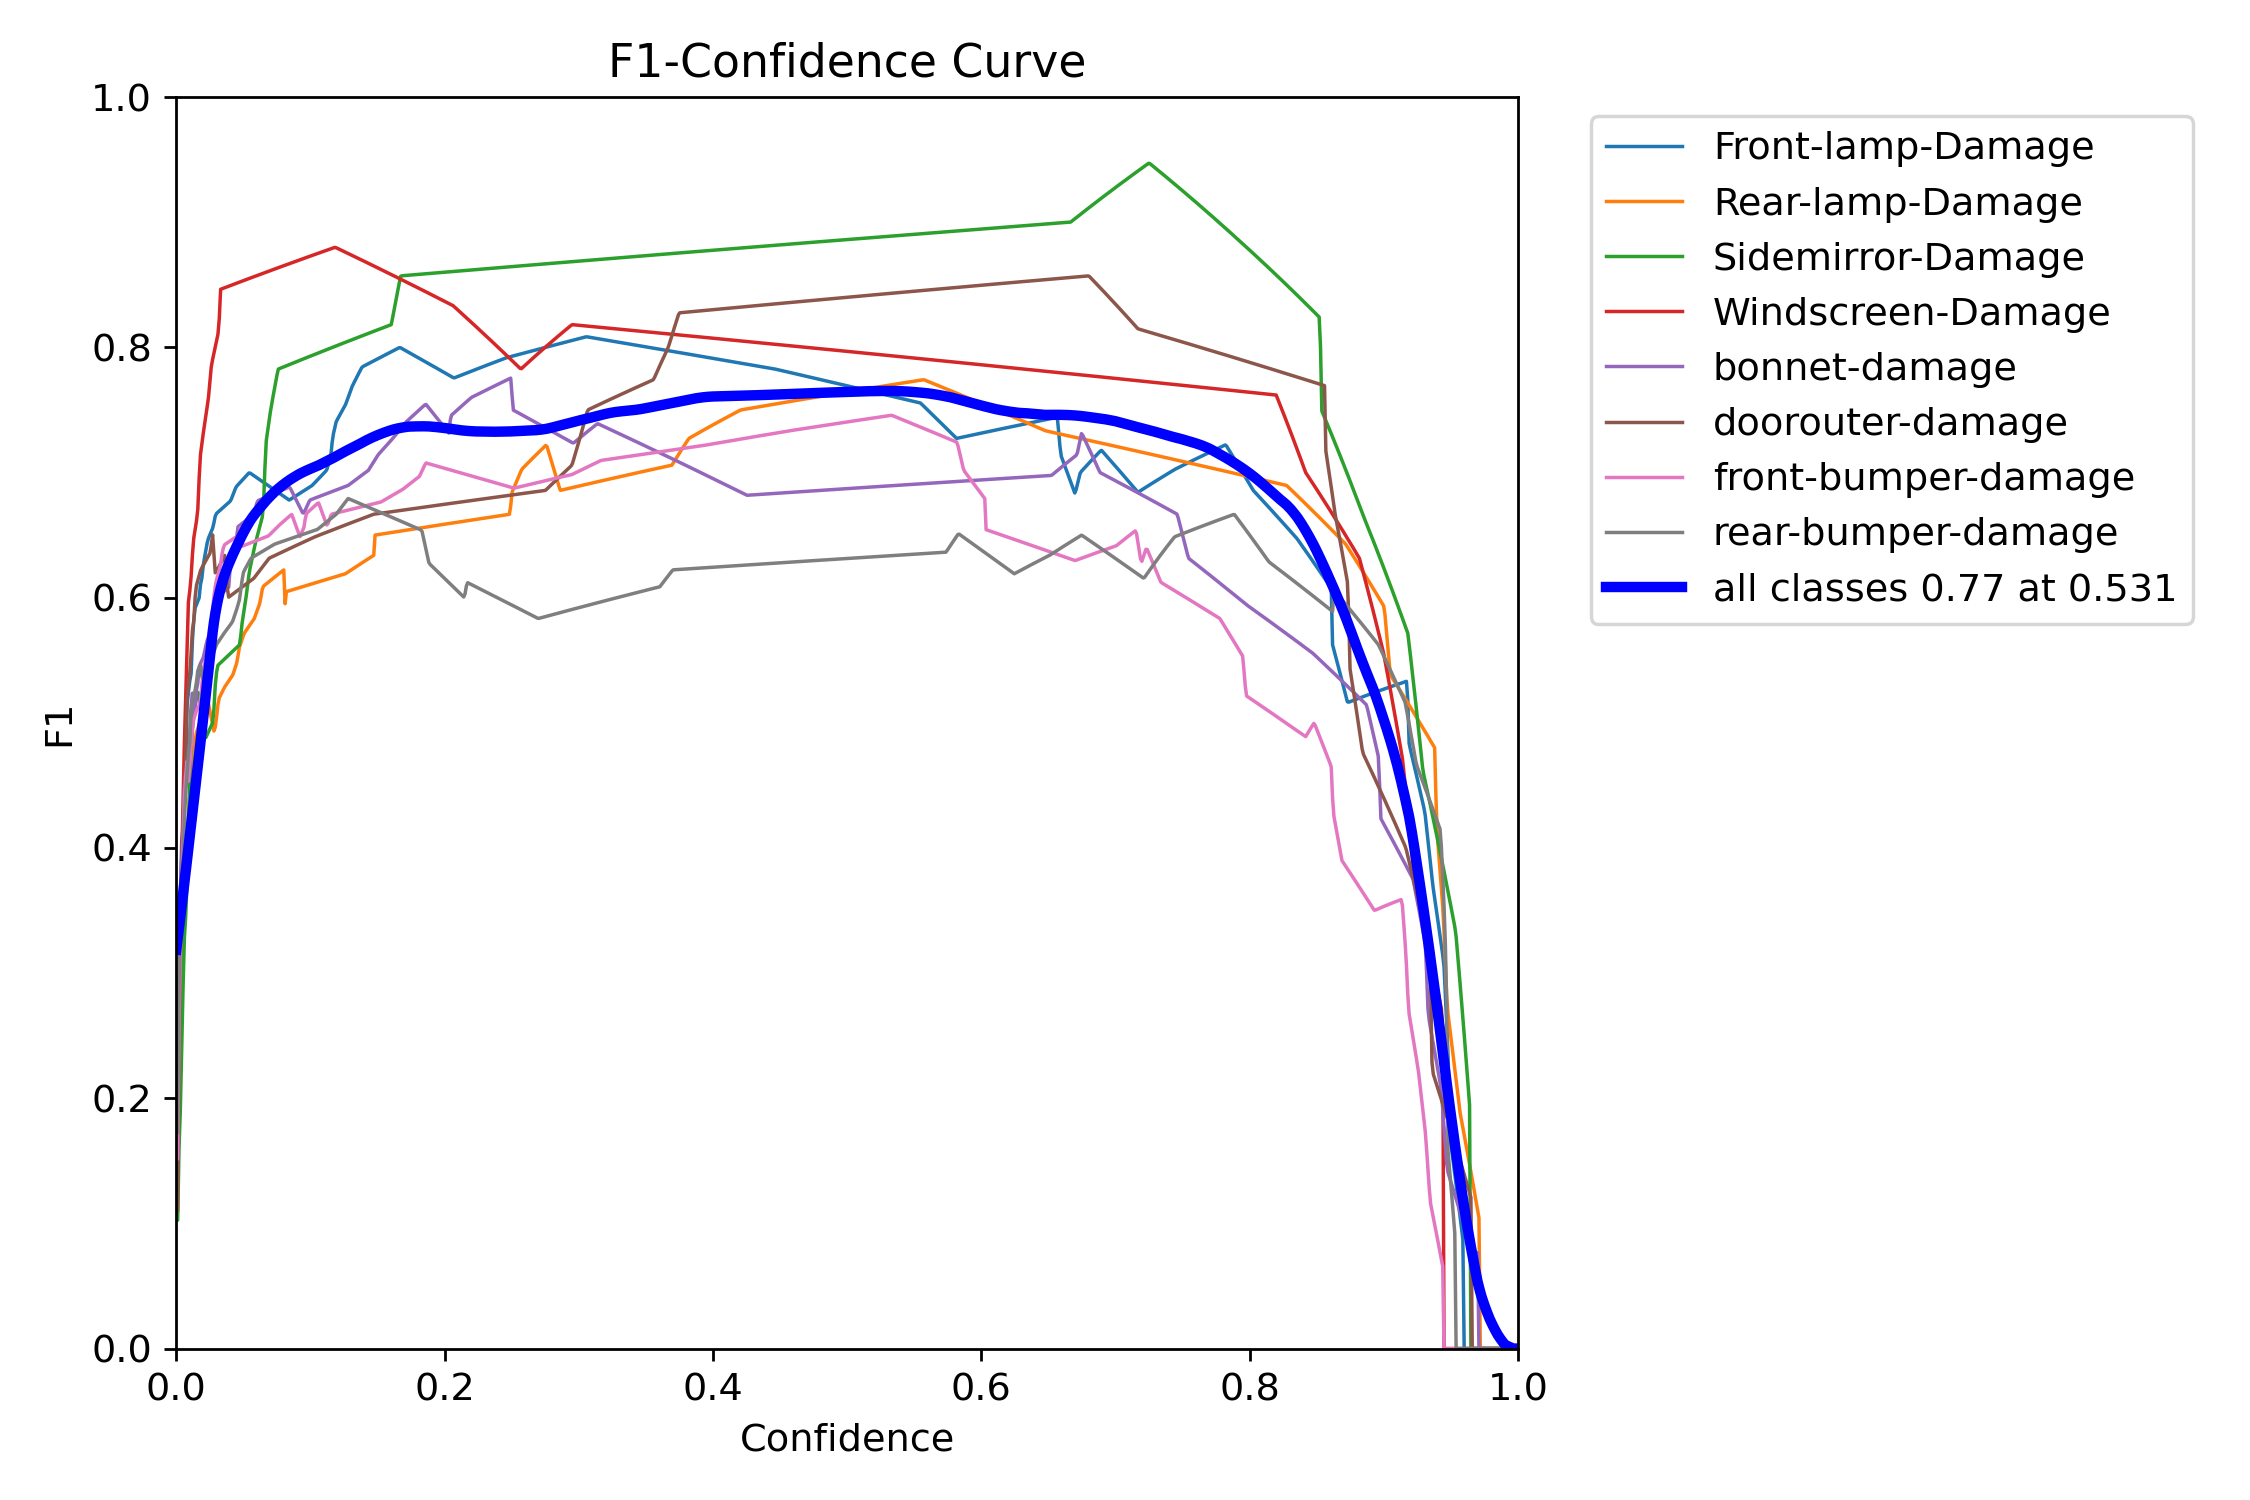 F1-Confidence Curve
1.0
0.8
0.6
0.4
0.2
0.0
F1
0.0 0.2 0.4 0.6 0.8 1.0
Confidence
Front-lamp-Damage
Rear-lamp-Damage
Sidemirror-Damage
Windscreen-Damage
bonnet-damage
doorouter-damage
front-bumper-damage
rear-bumper-damage
all classes 0.77 at 0.531